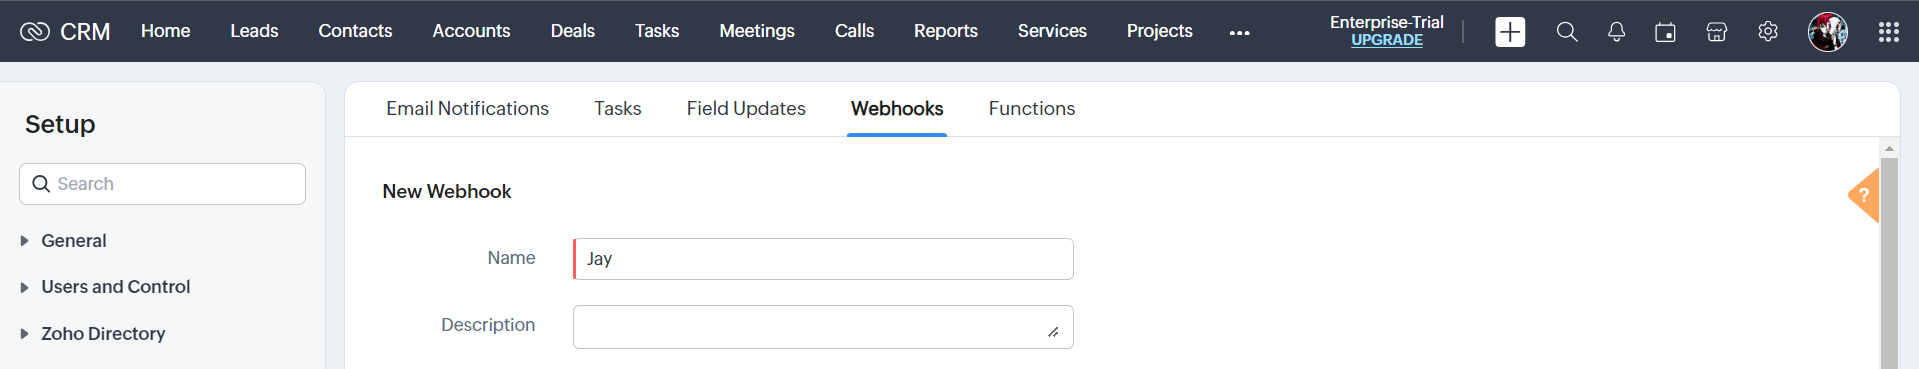 CRM Home Leads Contacts Accounts Deals Tasks Meetings Calls Reports Services Projects ... Enterprise-Trial
UPGRADE
Setup
Search
General
Users and Control
Zoho Directory
Email Notifications Tasks Field Updates Webhooks Functions
?
New Webhook
Name Jay
Description